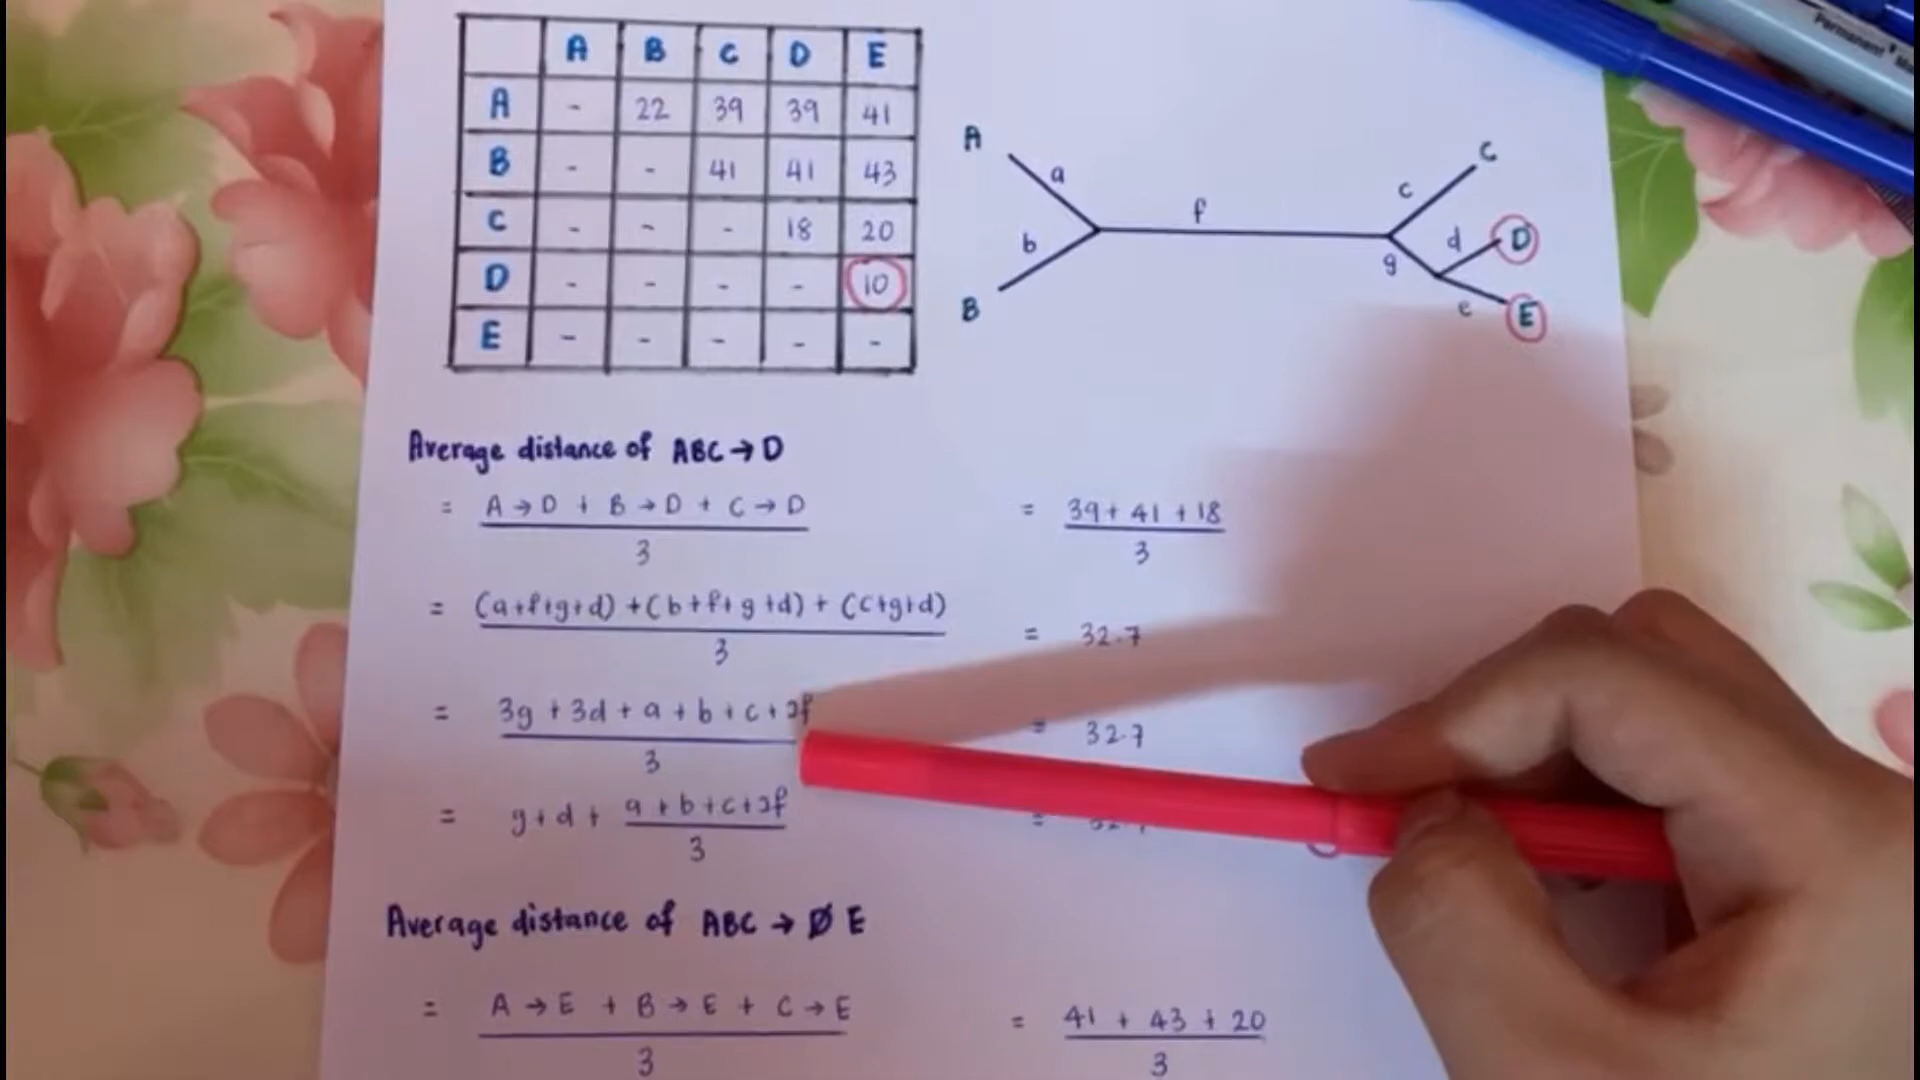 Permanent Ma
A B C D E
A - 22 39 39 41
B - - 41 41 43
C - - - 18 20
D - - - - 10
E - - - - -
A a f c C
b g d D
B e E
Average distance of ABC → D
= A → D + B → D + C → D = 39 + 41 + 18
3 3
= (a+f+g+d) + (b+f+g+d) + (c+g+d) = 32.7
3
= 3g + 3d + a + b + c + 2f = 32.7
3
= g + d + a + b + c + 2f =
3
Average distance of ABC → E
= A → E + B → E + C → E = 41 + 43 + 20
3 3